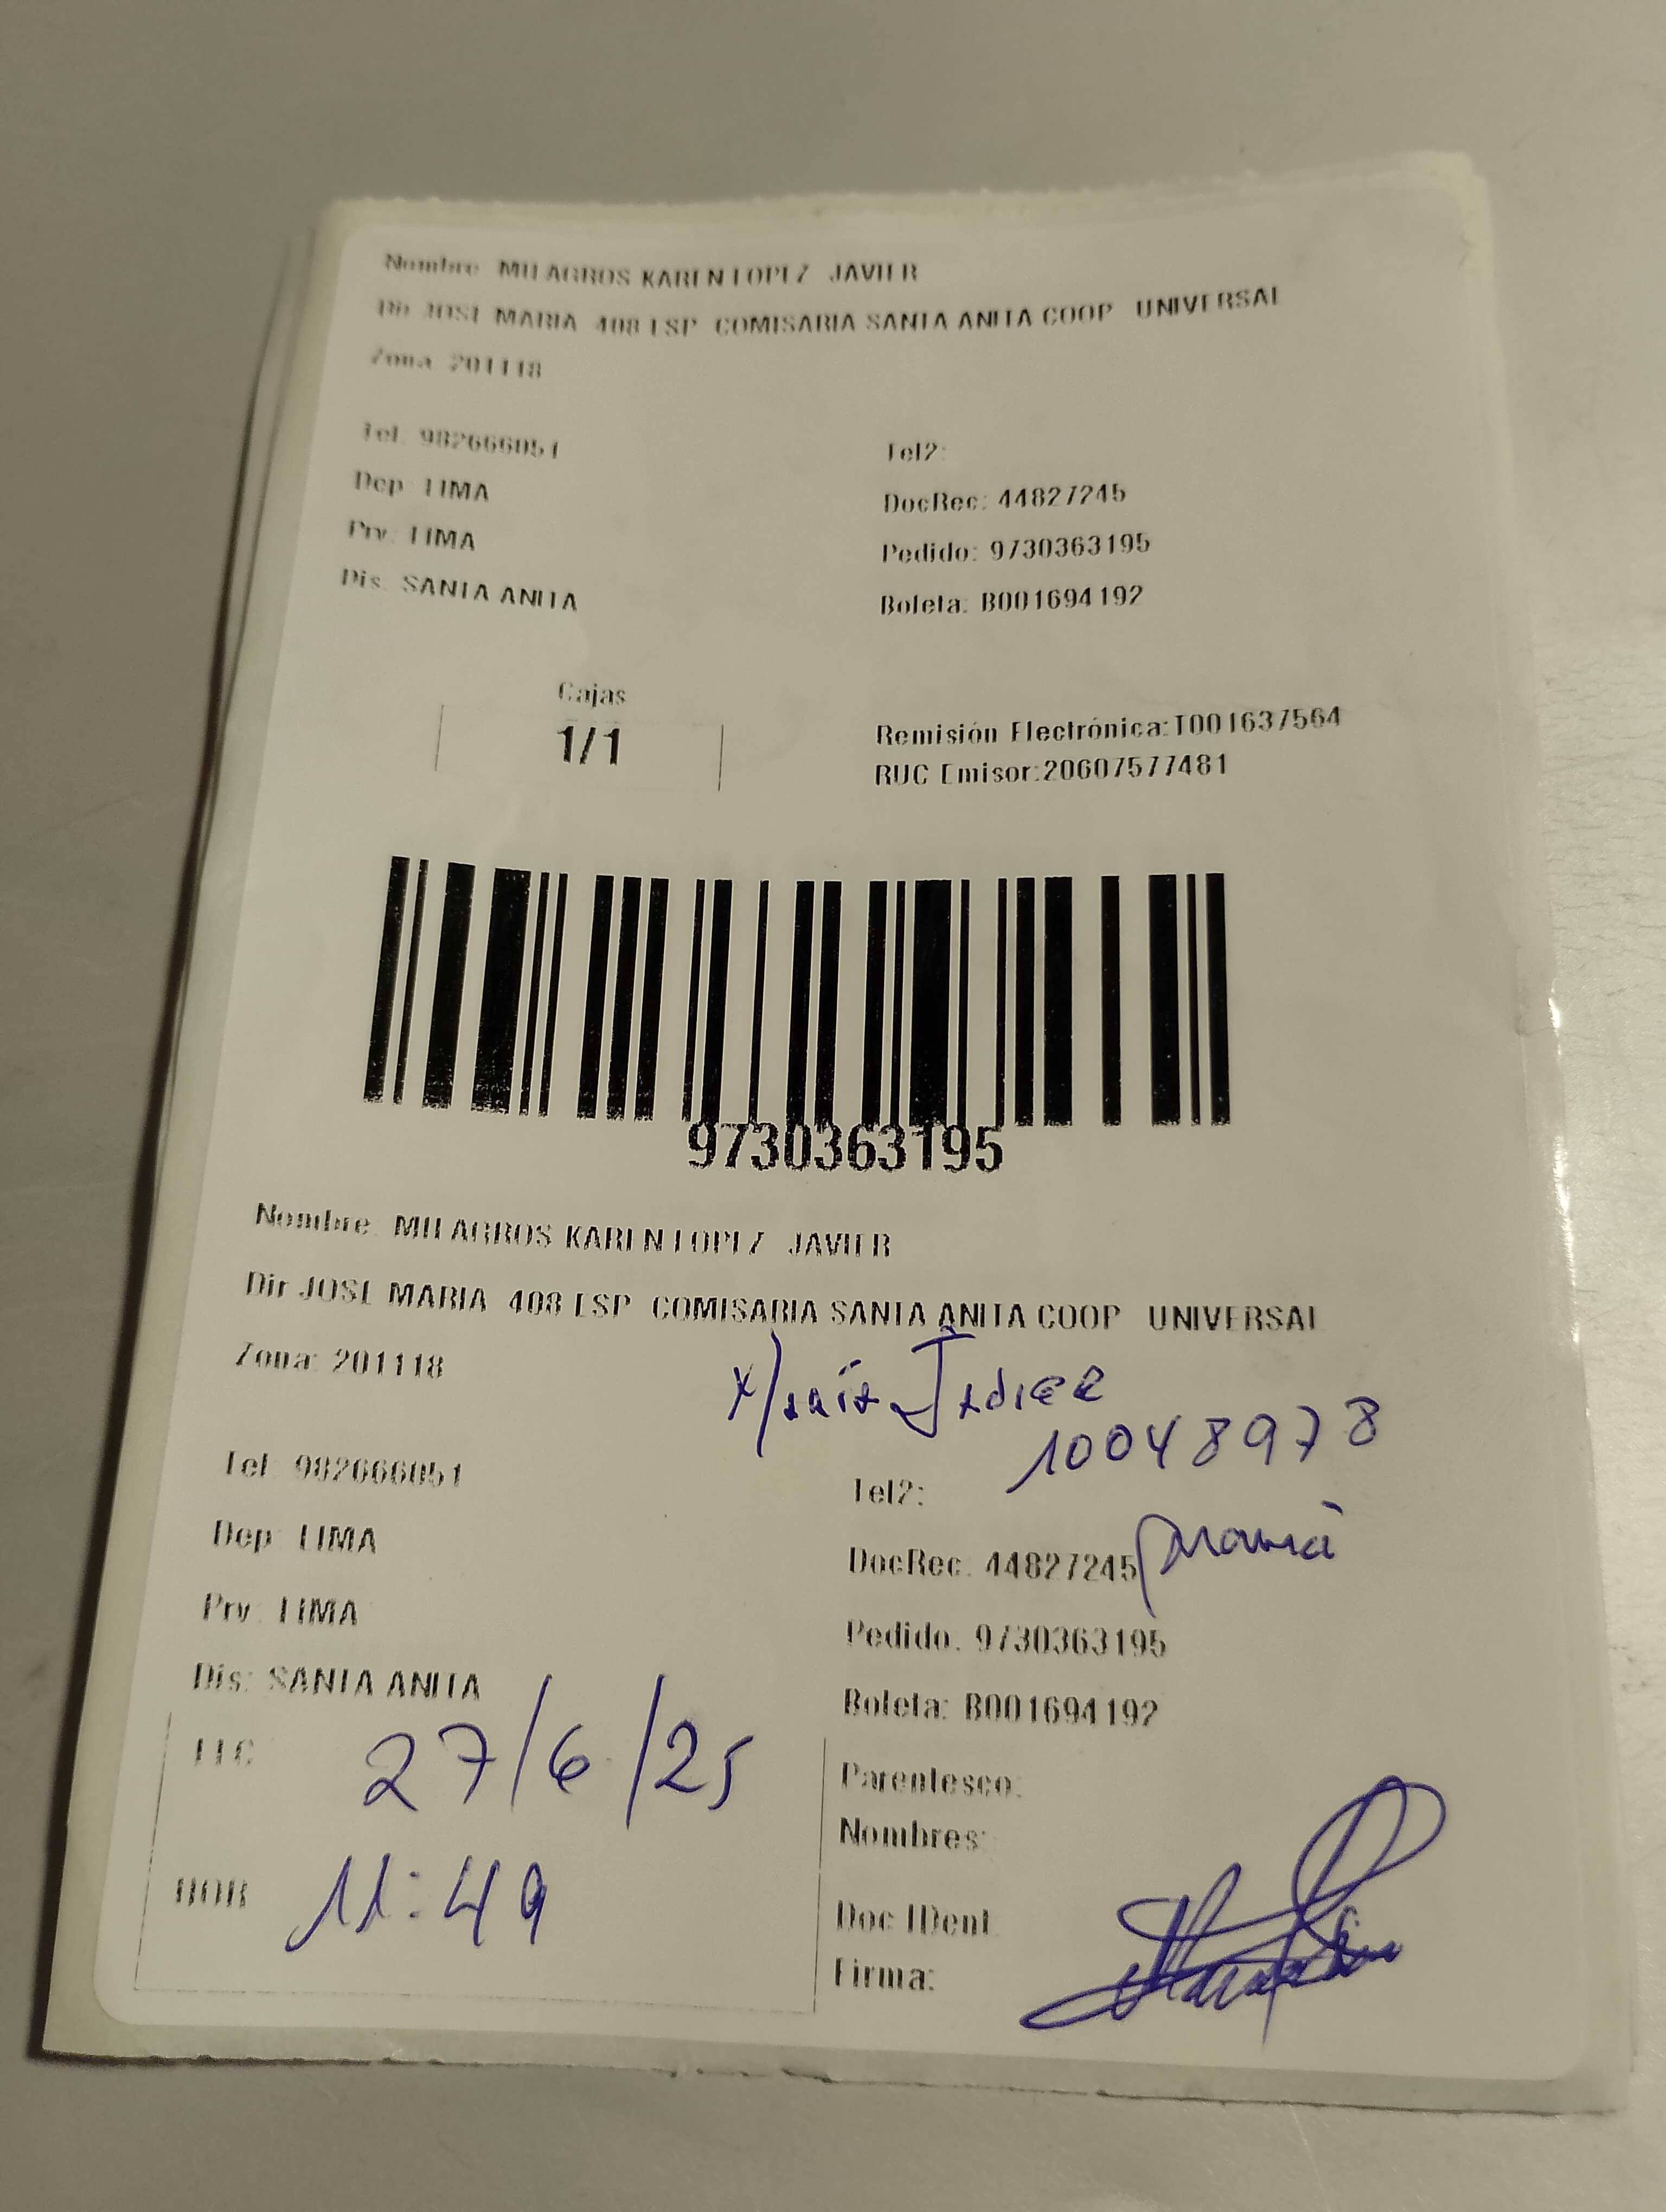 Nombre: MILAGROS KAREN LOPEZ JAVIER
Dir JOSE MARIA 408 ESP COMISARIA SANTA ANITA COOP UNIVERSAL
Zona: 201118
Tel: 982666051 Tel2:
Dep: LIMA DocRec: 44827245
Prv: LIMA Pedido: 9730363195
Dis: SANTA ANITA Boleta: B001694192
Cajas
1/1
Remisión Electrónica:T001637564
RUC Emisor:20607577481
9730363195
Nombre: MILAGROS KAREN LOPEZ JAVIER
Dir JOSE MARIA 408 ESP COMISARIA SANTA ANITA COOP UNIVERSAL
Zona: 201118
10048978
Tel: 982666051 Tel2:
Dep: LIMA DocRec: 44827245
Prv: LIMA Pedido: 9730363195
Dis: SANTA ANITA Boleta: B001694192
27/6/25
Parentesco:
Nombres:
HOR 11:49
Doc IDent
Firma: